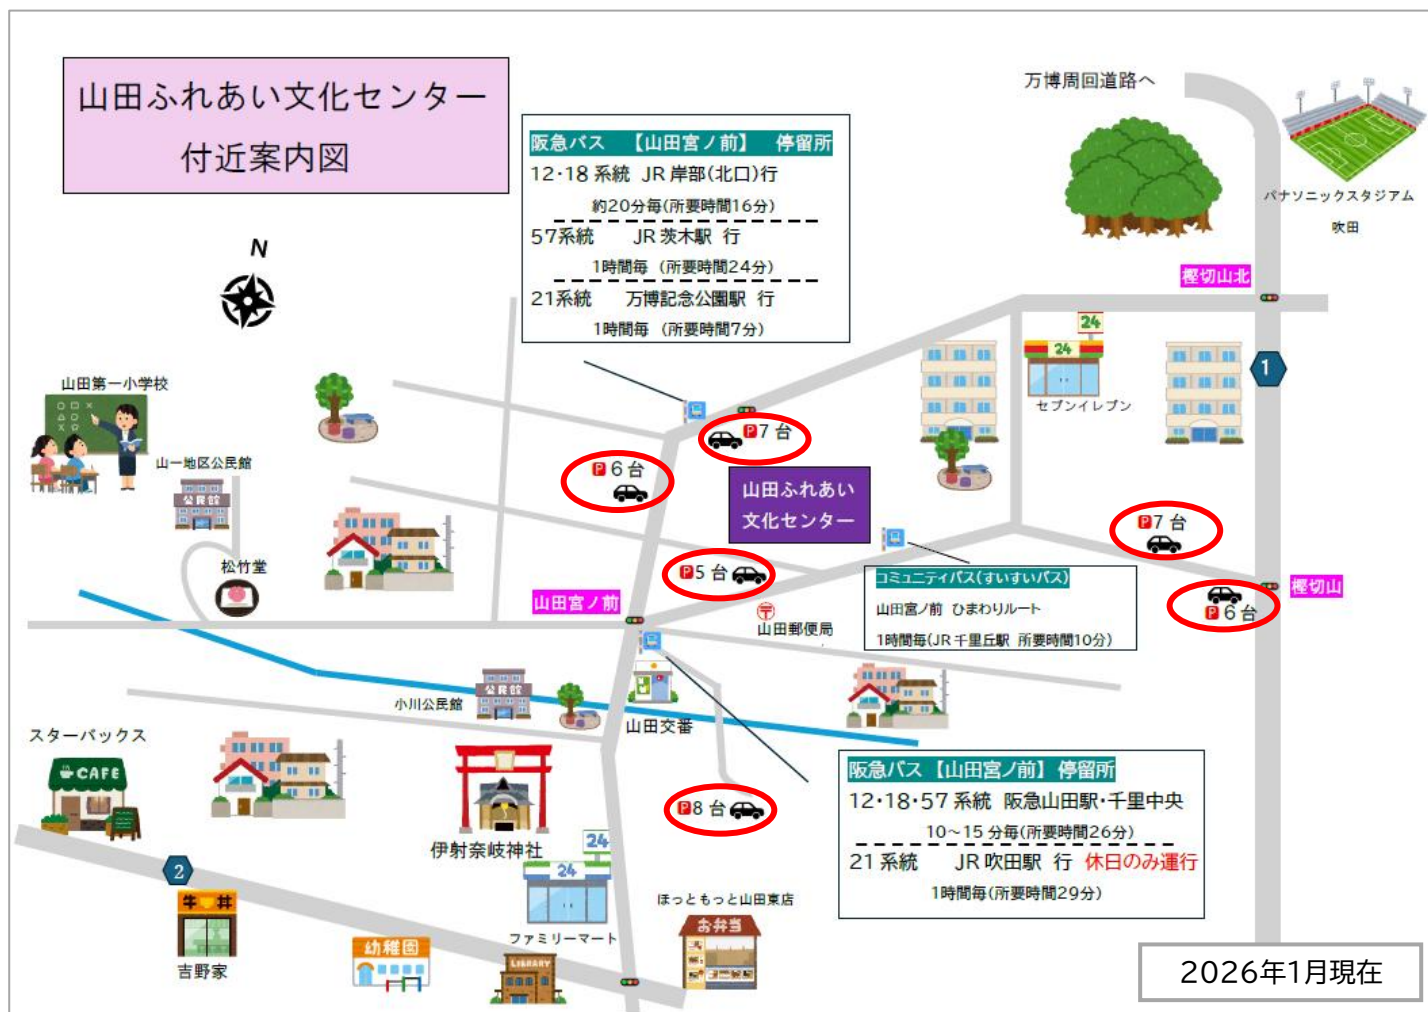 山田ふれあい文化センター
付近案内図
万博周回道路へ
パナソニックスタジアム
吹田
阪急バス 【山田宮ノ前】 停留所
12・18系統 JR岸部(北口)行
約20分毎(所要時間16分)
57系統 JR茨木駅 行
1時間毎 (所要時間24分)
21系統 万博記念公園駅 行
1時間毎 (所要時間7分)
N
樫切山北
24
24
セブンイレブン
1
山田第一小学校
山一地区公民館
公民館
松竹堂
P7台
P6台
山田ふれあい
文化センター
P7台
P5台
コミュニティバス(すいすいバス)
山田宮ノ前 ひまわりルート
1時間毎(JR千里丘駅 所要時間10分)
樫切山
P6台
山田宮ノ前
〒
山田郵便局
公民館
小川公民館
山田交番
スターバックス
CAFE
伊射奈岐神社
P8台
阪急バス【山田宮ノ前】停留所
12・18・57系統 阪急山田駅・千里中央
10～15分毎(所要時間26分)
21系統 JR吹田駅 行 休日のみ運行
1時間毎(所要時間29分)
24
24
ファミリーマート
2
牛丼
吉野家
幼稚園
LIBRARY
ほっともっと山田東店
お弁当
2026年1月現在